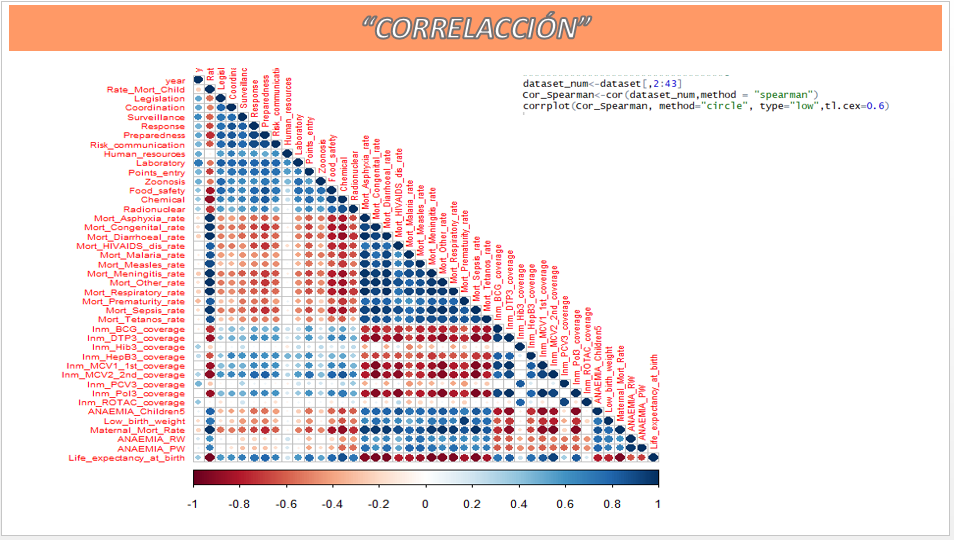 “CORRELACCIÓN”
dataset_num<-dataset[,2:43]
Cor_Spearman<-cor(dataset_num,method = "spearman")
corrplot(Cor_Spearman, method="circle", type="low",tl.cex=0.6)
y
Rat
Legisl
Coordin
Surveillanc
Response
Preparedness
Risk_communicati
Human_resources
Laboratory
Points_entry
Zoonosis
Food_safety
Chemical
Radionuclear
Mort_Asphyxia_rate
Mort_Congenital_rate
Mort_Diarrhoeal_rate
Mort_HIVAIDS_dis_rate
Mort_Malaria_rate
Mort_Measles_rate
Mort_Meningitis_rate
Mort_Other_rate
Mort_Respiratory_rate
Mort_Prematurity_rate
Mort_Sepsis_rate
Mort_Tetanos_rate
Inm_BCG_coverage
Inm_DTP3_coverage
Inm_Hib3_coverage
Inm_HepB3_coverage
Inm_MCV1_1st_coverage
Inm_MCV2_2nd_coverage
Inm_PCV3_coverage
Inm_Pol3_coverage
Inm_ROTAC_coverage
ANAEMIA_Children5
Low_birth_weight
Maternal_Mort_Rate
ANAEMIA_RW
ANAEMIA_PW
Life_expectancy_at_birth
year
Rate_Mort_Child
Legislation
Coordination
Surveillance
Response
Preparedness
Risk_communication
Human_resources
Laboratory
Points_entry
Zoonosis
Food_safety
Chemical
Radionuclear
Mort_Asphyxia_rate
Mort_Congenital_rate
Mort_Diarrhoeal_rate
Mort_HIVAIDS_dis_rate
Mort_Malaria_rate
Mort_Measles_rate
Mort_Meningitis_rate
Mort_Other_rate
Mort_Respiratory_rate
Mort_Prematurity_rate
Mort_Sepsis_rate
Mort_Tetanos_rate
Inm_BCG_coverage
Inm_DTP3_coverage
Inm_Hib3_coverage
Inm_HepB3_coverage
Inm_MCV1_1st_coverage
Inm_MCV2_2nd_coverage
Inm_PCV3_coverage
Inm_Pol3_coverage
Inm_ROTAC_coverage
ANAEMIA_Children5
Low_birth_weight
Maternal_Mort_Rate
ANAEMIA_RW
ANAEMIA_PW
Life_expectancy_at_birth
-1 -0.8 -0.6 -0.4 -0.2 0 0.2 0.4 0.6 0.8 1